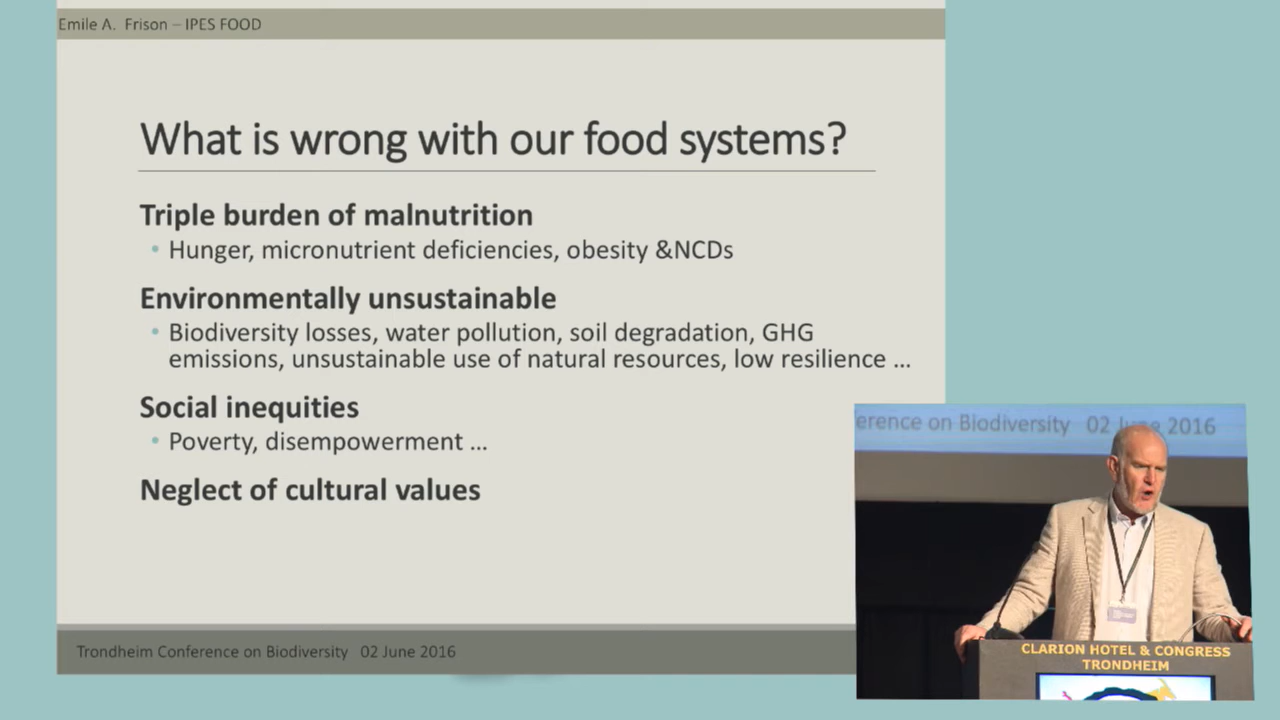 Emile A. Frison – IPES FOOD
What is wrong with our food systems?
Triple burden of malnutrition
• Hunger, micronutrient deficiencies, obesity &NCDs
Environmentally unsustainable
• Biodiversity losses, water pollution, soil degradation, GHG
emissions, unsustainable use of natural resources, low resilience ...
Social inequities
• Poverty, disempowerment ...
Neglect of cultural values
Trondheim Conference on Biodiversity 02 June 2016
erence on Biodiversity 02 June 2016
CLARION HOTEL & CONGRESS
TRONDHEIM